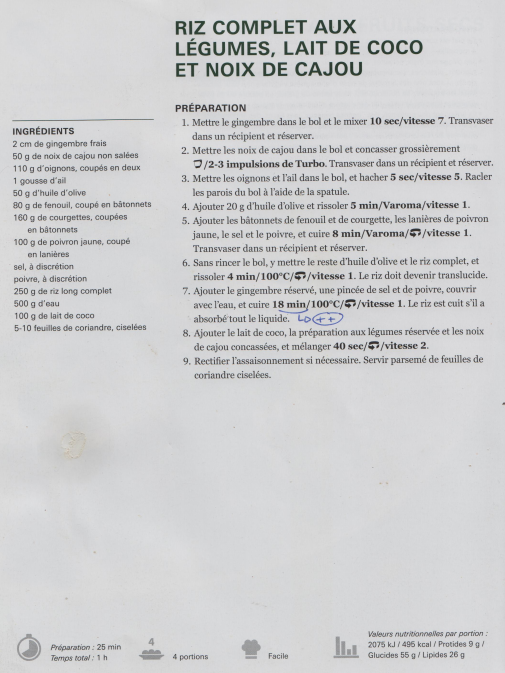 RIZ COMPLET AUX
LÉGUMES, LAIT DE COCO
ET NOIX DE CAJOU
INGRÉDIENTS
2 cm de gingembre frais
50 g de noix de cajou non salées
110 g d'oignons, coupés en deux
1 gousse d'ail
50 g d'huile d'olive
80 g de fenouil, coupé en bâtonnets
160 g de courgettes, coupées
en bâtonnets
100 g de poivron jaune, coupé
en lanières
sel, à discrétion
poivre, à discrétion
250 g de riz long complet
500 g d'eau
100 g de lait de coco
5-10 feuilles de coriandre, ciselées
PRÉPARATION
1. Mettre le gingembre dans le bol et le mixer 10 sec/vitesse 7. Transvaser
dans un récipient et réserver.
2. Mettre les noix de cajou dans le bol et concasser grossièrement
/2-3 impulsions de Turbo. Transvaser dans un récipient et réserver.
3. Mettre les oignons et l'ail dans le bol, et hacher 5 sec/vitesse 5. Racler
les parois du bol à l'aide de la spatule.
4. Ajouter 20 g d'huile d'olive et rissoler 5 min/Varoma/vitesse 1.
5. Ajouter les bâtonnets de fenouil et de courgette, les lanières de poivron
jaune, le sel et le poivre, et cuire 8 min/Varoma/ /vitesse 1.
Transvaser dans un récipient et réserver.
6. Sans rincer le bol, y mettre le reste d'huile d'olive et le riz complet, et
rissoler 4 min/100°C/ /vitesse 1. Le riz doit devenir translucide.
7. Ajouter le gingembre réservé, une pincée de sel et de poivre, couvrir
avec l'eau, et cuire 18 min/100°C/ /vitesse 1. Le riz est cuit s'il a
absorbé tout le liquide. ++
8. Ajouter le lait de coco, la préparation aux légumes réservée et les noix
de cajou concassées, et mélanger 40 sec/ /vitesse 2.
9. Rectifier l'assaisonnement si nécessaire. Servir parsemé de feuilles de
coriandre ciselées.
Préparation : 25 min
Temps total : 1 h
4
4 portions
Facile
Valeurs nutritionnelles par portion :
2075 kJ / 495 kcal / Protides 9 g /
Glucides 55 g / Lipides 26 g